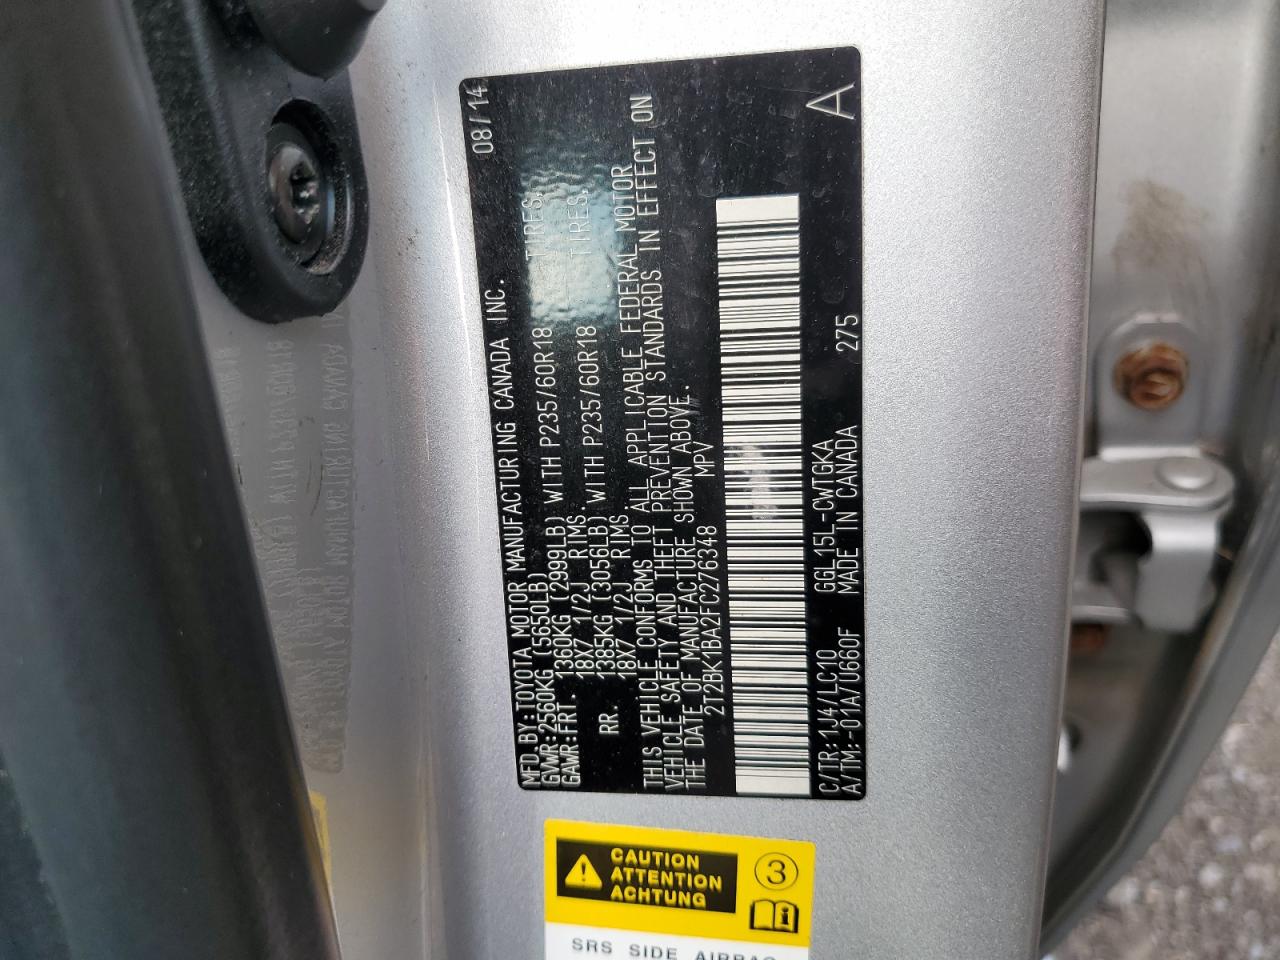 MFD.BY:TOYOTA MOTOR MANUFACTURING CANADA INC. 08/14
GVWR:2560KG (5650LB)
GAWR:FRT. 1360KG (2999LB) WITH P235/60R18 TIRES,
18X7 1/2J RIMS.
RR. 1385KG (3056LB) WITH P235/60R18 TIRES,
18X7 1/2J RIMS.
THIS VEHICLE CONFORMS TO ALL APPLICABLE FEDERAL MOTOR
VEHICLE SAFETY AND THEFT PREVENTION STANDARDS IN EFFECT ON
THE DATE OF MANUFACTURE SHOWN ABOVE.
2T2BK1BA2FC276348 MPV
C/TR:1J4/LC10 GGL15L-CWTGKA
A/TM:-01A/U660F MADE IN CANADA 275 A
CAUTION
ATTENTION
ACHTUNG
3
i
SRS SIDE AIRBAG